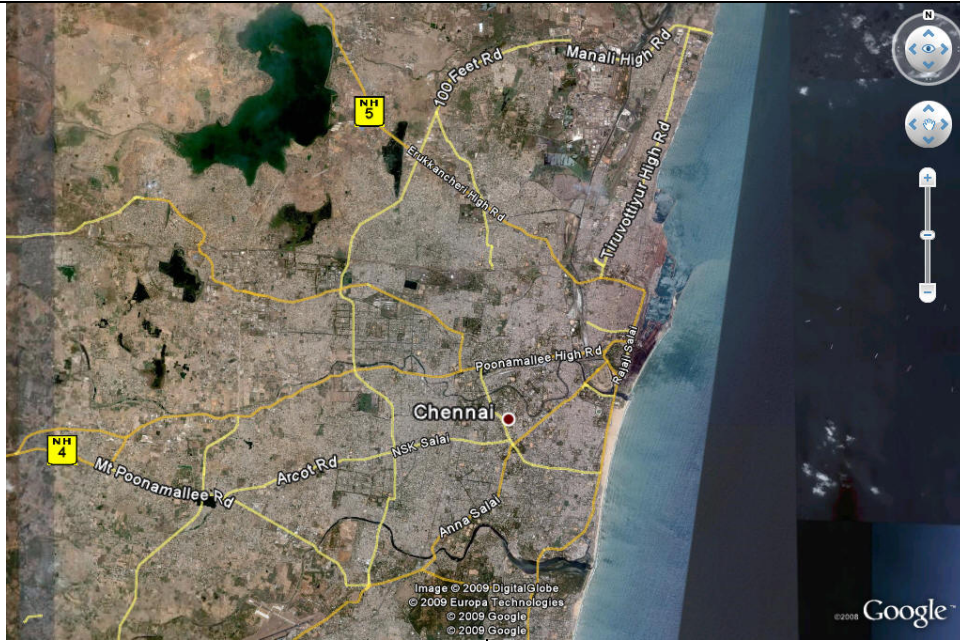 N
Manali High Rd
100 Feet Rd
NH
5
Erukkancheri High Rd
Tiruvottiyur High Rd
Poonamallee High Rd
Rajaji Salai
Chennai
NSK Salai
NH
4
Arcot Rd
Mt Poonamallee Rd
Anna Salai
Image © 2009 DigitalGlobe
© 2009 Europa Technologies
© 2009 Google
© 2009 Google
©2008 Google™